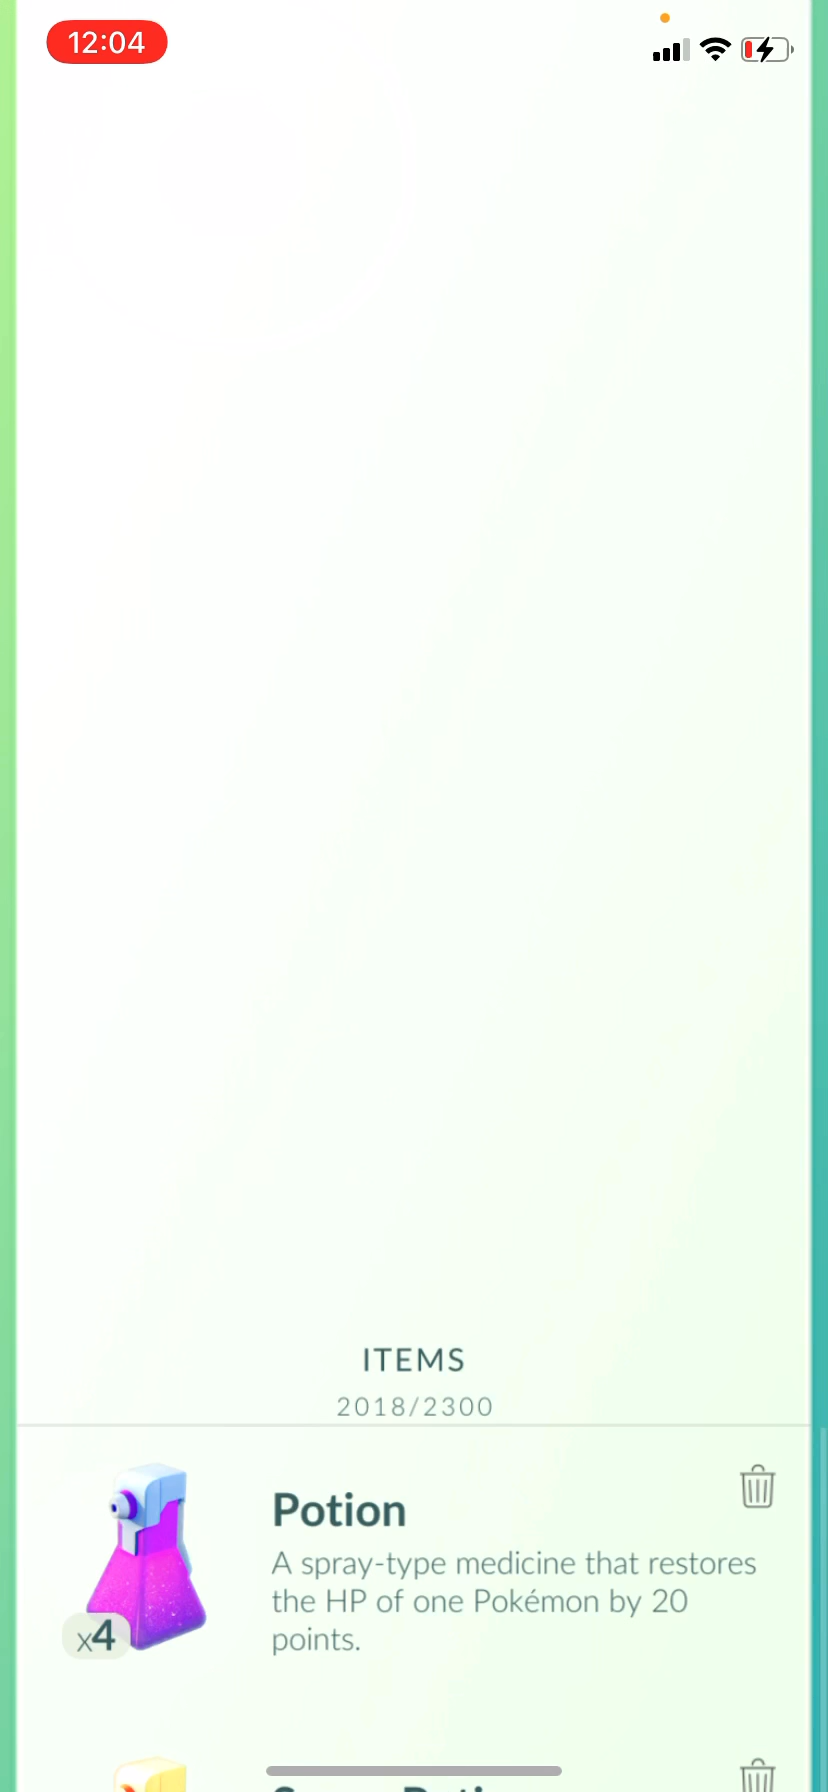 12:04
ITEMS
2018/2300
Potion
A spray-type medicine that restores
the HP of one Pokémon by 20
points.
x4